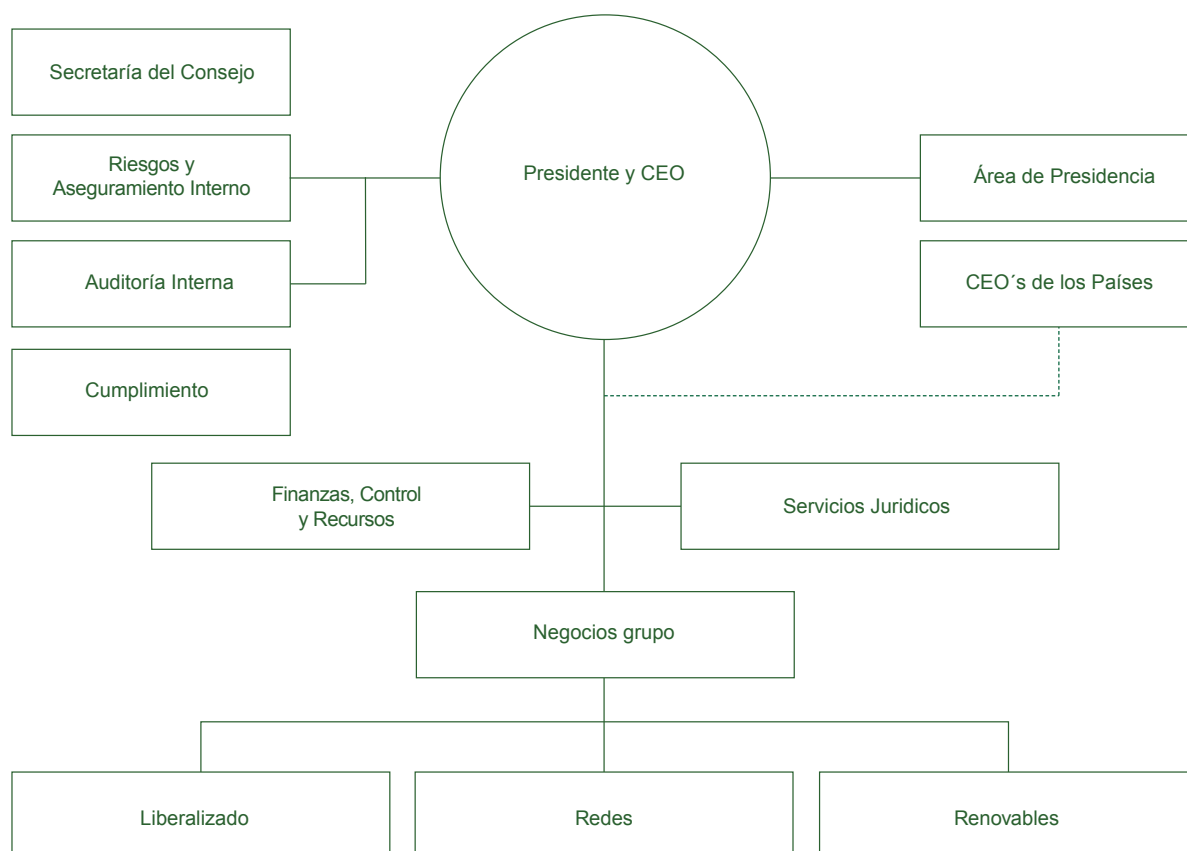 Secretaría del Consejo
Riesgos y
Aseguramiento Interno
Presidente y CEO
Área de Presidencia
Auditoría Interna
CEO´s de los Países
Cumplimiento
Finanzas, Control
y Recursos
Servicios Juridicos
Negocios grupo
Liberalizado
Redes
Renovables